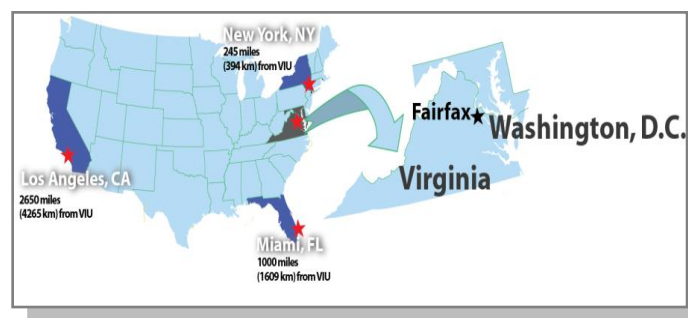 New York, NY
245 miles
(394 km) from VIU
Fairfax
Washington, D.C.
Virginia
Los Angeles, CA
2650 miles
(4265 km) from VIU
Miami, FL
1000 miles
(1609 km) from VIU